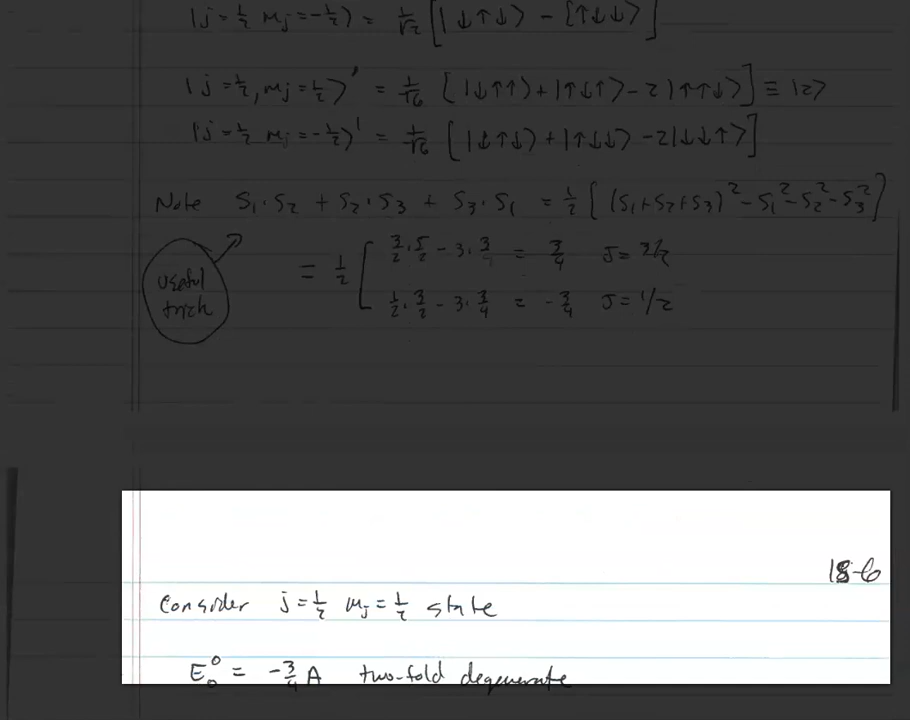 |j=½ mj=-½⟩ = 1/√2 [|↓↑↓⟩ - |↑↓↓⟩]
|j=½, mj=½⟩' = 1/√6 [|↓↑↑⟩+|↑↓↑⟩-2|↑↑↓⟩] ≡ |2⟩
|j=½ mj=-½⟩' = 1/√6 [|↓↑↓⟩+|↑↓↓⟩-2|↓↓↑⟩]
Note S₁·S₂ + S₂·S₃ + S₃·S₁ = ½[(S₁+S₂+S₃)²-S₁²-S₂²-S₃²]
= ½ [ 3/2·5/2 - 3·3/4 = 3/4 J=3/2
useful trick
½·3/2 - 3·3/4 = -3/4 J=1/2
18-6
Consider j=½ mj=½ state
E₀⁰ = -3/4 A two-fold degenerate